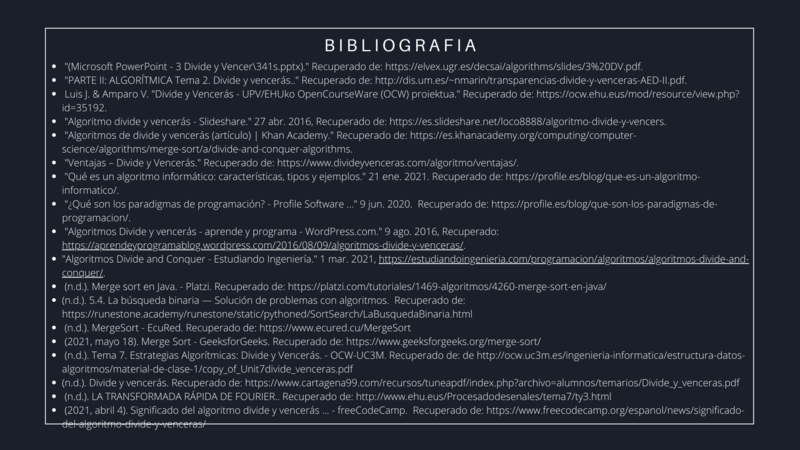 BIBLIOGRAFIA
• "(Microsoft PowerPoint - 3 Divide y Vencer\341s.pptx)." Recuperado de: https://elvex.ugr.es/decsai/algorithms/slides/3%20DV.pdf.
• "PARTE II: ALGORÍTMICA Tema 2. Divide y vencerás.." Recuperado de: http://dis.um.es/~nmarin/transparencias-divide-y-venceras-AED-II.pdf.
• Luis J. & Amparo V. "Divide y Vencerás - UPV/EHUko OpenCourseWare (OCW) proiektua." Recuperado de: https://ocw.ehu.eus/mod/resource/view.php?
id=35192.
• "Algoritmo divide y vencerás - Slideshare." 27 abr. 2016, Recuperado de: https://es.slideshare.net/loco8888/algoritmo-divide-y-vencers.
• "Algoritmos de divide y vencerás (artículo) | Khan Academy." Recuperado de: https://es.khanacademy.org/computing/computer-
science/algorithms/merge-sort/a/divide-and-conquer-algorithms.
• "Ventajas – Divide y Vencerás." Recuperado de: https://www.divideyvenceras.com/algoritmo/ventajas/.
• "Qué es un algoritmo informático: características, tipos y ejemplos." 21 ene. 2021. Recuperado de: https://profile.es/blog/que-es-un-algoritmo-
informatico/.
• "¿Qué son los paradigmas de programación? - Profile Software ..." 9 jun. 2020. Recuperado de: https://profile.es/blog/que-son-los-paradigmas-de-
programacion/.
• "Algoritmos Divide y vencerás - aprende y programa - WordPress.com." 9 ago. 2016, Recuperado:
https://aprendeyprogramablog.wordpress.com/2016/08/09/algoritmos-divide-y-venceras/.
• "Algoritmos Divide and Conquer - Estudiando Ingeniería." 1 mar. 2021, https://estudiandoingenieria.com/programacion/algoritmos/algoritmos-divide-and-
conquer/.
• (n.d.). Merge sort en Java. - Platzi. Recuperado de: https://platzi.com/tutoriales/1469-algoritmos/4260-merge-sort-en-java/
• (n.d.). 5.4. La búsqueda binaria — Solución de problemas con algoritmos. Recuperado de:
https://runestone.academy/runestone/static/pythoned/SortSearch/LaBusquedaBinaria.html
• (n.d.). MergeSort - EcuRed. Recuperado de: https://www.ecured.cu/MergeSort
• (2021, mayo 18). Merge Sort - GeeksforGeeks. Recuperado de: https://www.geeksforgeeks.org/merge-sort/
• (n.d.). Tema 7. Estrategias Algorítmicas: Divide y Vencerás. - OCW-UC3M. Recuperado de: de http://ocw.uc3m.es/ingenieria-informatica/estructura-datos-
algoritmos/material-de-clase-1/copy_of_Unit7divide_venceras.pdf
• (n.d.). Divide y vencerás. Recuperado de: https://www.cartagena99.com/recursos/tuneapdf/index.php?archivo=alumnos/temarios/Divide_y_venceras.pdf
• (n.d.). LA TRANSFORMADA RÁPIDA DE FOURIER.. Recuperado de: http://www.ehu.eus/Procesadodesenales/tema7/ty3.html
• (2021, abril 4). Significado del algoritmo divide y vencerás ... - freeCodeCamp. Recuperado de: https://www.freecodecamp.org/espanol/news/significado-
del-algoritmo-divide-y-venceras/